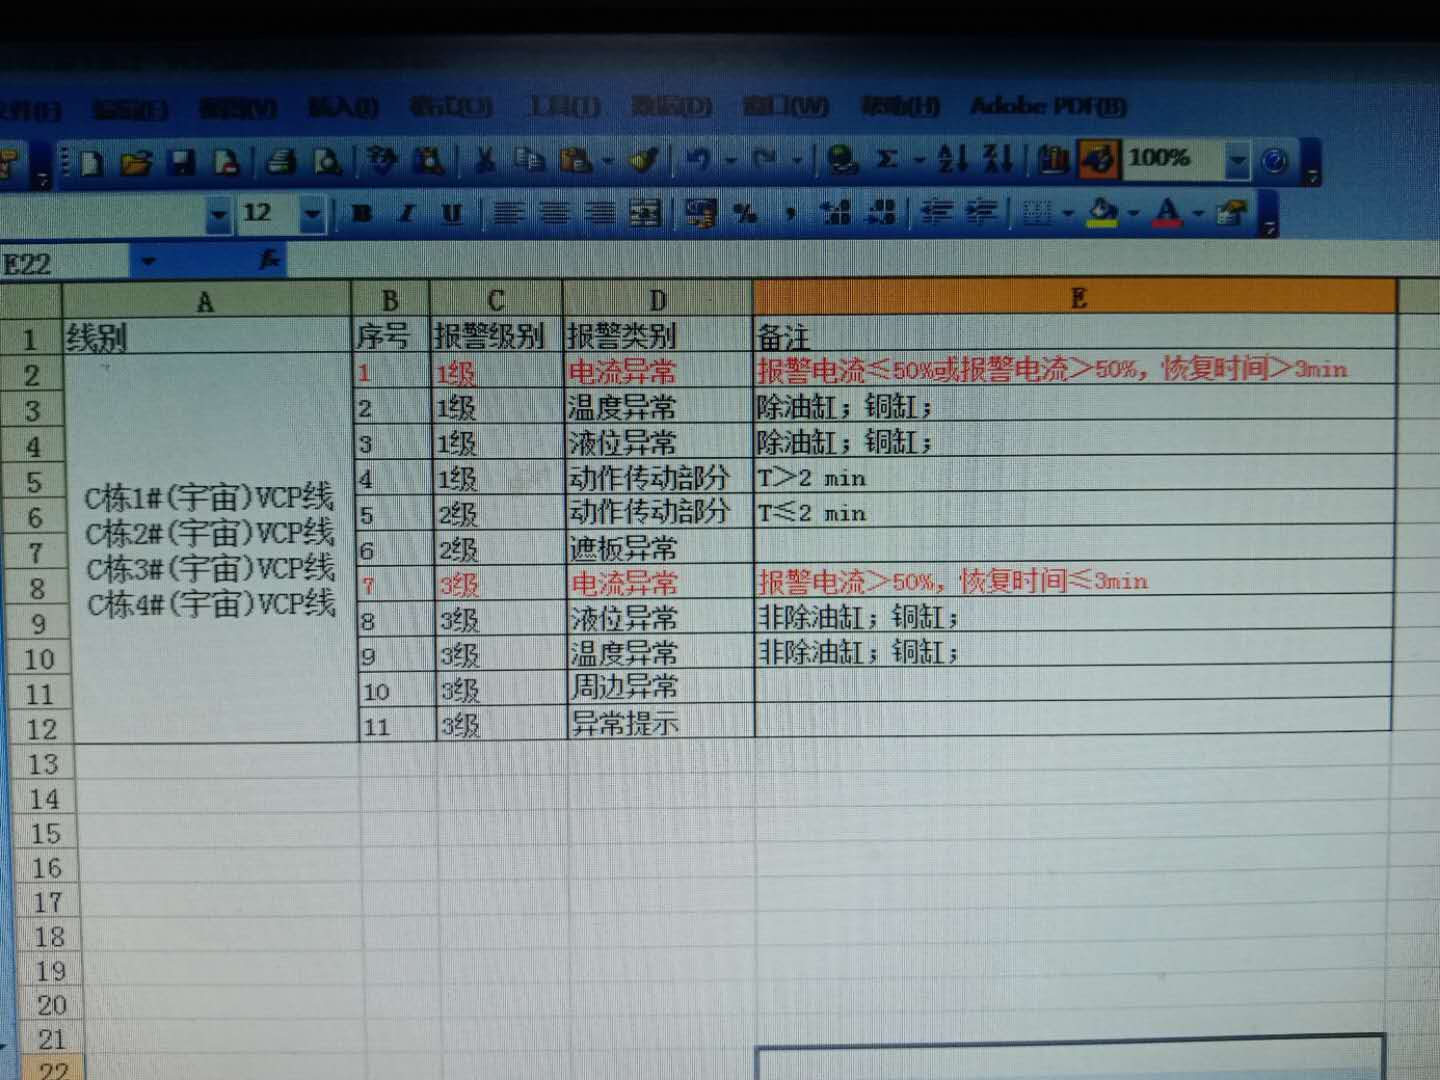 文件(F) 编辑(E) 视图(V) 插入(I) 格式(O) 工具(T) 数据(D) 窗口(W) 帮助(H) Adobe PDF(B)
100%
12 B I U %
E22 fx
A B C D E
1 线别 序号 报警级别 报警类别 备注
2 1 1级 电流异常 报警电流≤50%或报警电流>50%，恢复时间>3min
3 2 1级 温度异常 除油缸；铜缸；
4 3 1级 液位异常 除油缸；铜缸；
5 4 1级 动作传动部分 T>2 min
C栋1#(宇宙)VCP线
6 5 2级 动作传动部分 T≤2 min
C栋2#(宇宙)VCP线
7 6 2级 遮板异常
C栋3#(宇宙)VCP线
8 7 3级 电流异常 报警电流>50%，恢复时间≤3min
C栋4#(宇宙)VCP线
9 8 3级 液位异常 非除油缸；铜缸；
10 9 3级 温度异常 非除油缸；铜缸；
11 10 3级 周边异常
12 11 3级 异常提示
13
14
15
16
17
18
19
20
21
22